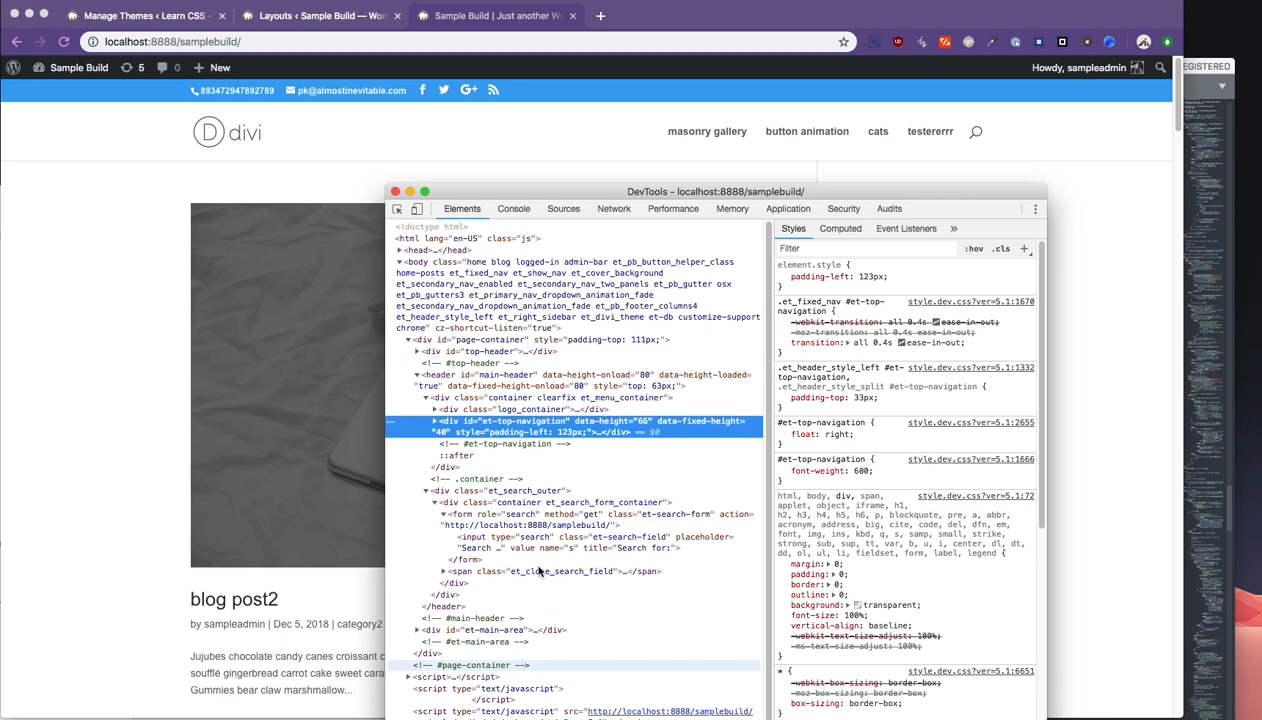 Manage Themes ‹ Learn CSS –
Layouts ‹ Sample Build — Wor
Sample Build | Just another Wo
localhost:8888/samplebuild/
Sample Build
5
0
New
Howdy, sampleadmin
EGISTERED
893472947892789
pk@almostinevitable.com
D divi
masonry gallery
button animation
cats
testererrr
DevTools - localhost:8888/samplebuild/
Elements
Console
Sources
Network
Performance
Memory
Application
Security
Audits
<!doctype html>
<html lang="en-US" class="js">
<head>…</head>
<body class="home blog logged-in admin-bar et_pb_button_helper_class
home-posts et_fixed_nav et_show_nav et_cover_background
et_secondary_nav_enabled et_secondary_nav_two_panels et_pb_gutter osx
et_pb_gutters3 et_primary_nav_dropdown_animation_fade
et_secondary_nav_dropdown_animation_fade et_pb_footer_columns4
et_header_style_left et_right_sidebar et_divi_theme et-db customize-support
chrome" cz-shortcut-listen="true">
<div id="page-container" style="padding-top: 111px;">
<div id="top-header">…</div>
<!-- #top-header -->
<header id="main-header" data-height-onload="80" data-height-loaded=
"true" data-fixed-height-onload="80" style="top: 63px;">
<div class="container clearfix et_menu_container">
<div class="logo_container">…</div>
<div id="et-top-navigation" data-height="66" data-fixed-height=
"40" style="padding-left: 123px;">…</div> == $0
<!-- #et-top-navigation -->
::after
</div>
<!-- .container -->
<div class="et_search_outer">
<div class="container et_search_form_container">
<form role="search" method="get" class="et-search-form" action=
"http://localhost:8888/samplebuild/">
<input type="search" class="et-search-field" placeholder=
"Search …" value name="s" title="Search for:">
</form>
<span class="et_close_search_field">…</span>
</div>
</div>
</header>
<!-- #main-header -->
<div id="et-main-area">…</div>
<!-- #et-main-area -->
</div>
<!-- #page-container -->
<script>…</script>
<script type="text/javascript">
</script>
<script type="text/javascript" src="http://localhost:8888/samplebuild/
Styles
Computed
Event Listeners
»
Filter
:hov .cls +
element.style {
padding-left: 123px;
}
.et_fixed_nav #et-top-
navigation {
style.dev.css?ver=5.1:1670
-webkit-transition: all 0.4s ease-in-out;
-moz-transition: all 0.4s ease-in-out;
transition: all 0.4s ease-in-out;
}
.et_header_style_left #et-
top-navigation,
style.dev.css?ver=5.1:1332
.et_header_style_split #et-top-navigation {
padding-top: 33px;
}
#et-top-navigation {
style.dev.css?ver=5.1:2655
float: right;
}
#et-top-navigation {
style.dev.css?ver=5.1:1666
font-weight: 600;
}
html, body, div, span,
style.dev.css?ver=5.1:72
applet, object, iframe, h1,
h2, h3, h4, h5, h6, p, blockquote, pre, a, abbr,
acronym, address, big, cite, code, del, dfn, em,
font, img, ins, kbd, q, s, samp, small, strike,
strong, sub, sup, tt, var, b, u, i, center, dl, dt,
dd, ol, ul, li, fieldset, form, label, legend {
margin: 0;
padding: 0;
border: 0;
outline: 0;
background: transparent;
font-size: 100%;
vertical-align: baseline;
-webkit-text-size-adjust: 100%;
-ms-text-size-adjust: 100%;
}
* {
style.dev.css?ver=5.1:6651
-webkit-box-sizing: border-box;
-moz-box-sizing: border-box;
box-sizing: border-box;
blog post2
by sampleadmin | Dec 5, 2018 | category2
Jujubes chocolate candy canes croissant
soufflé gingerbread carrot cake sweet
Gummies bear claw marshmallow...